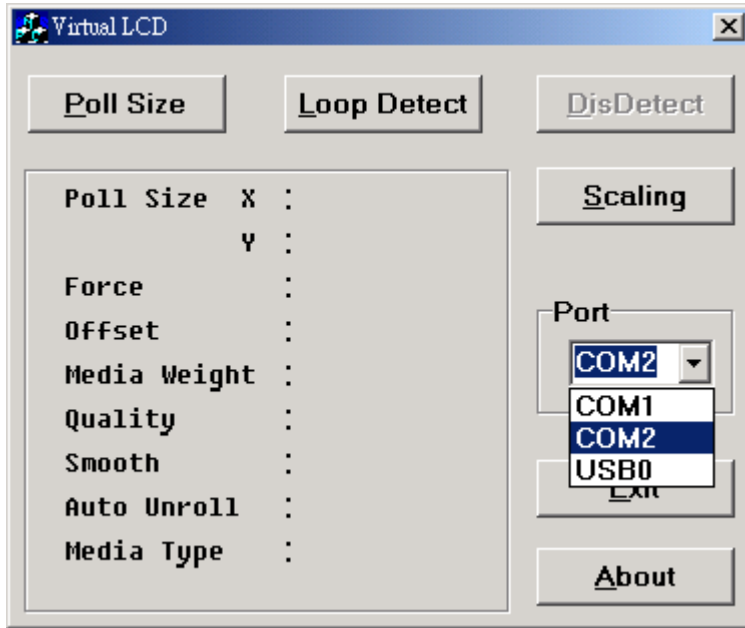 Virtual LCD
Poll Size Loop Detect DisDetect
Scaling
Poll Size X :
Y :
Force :
Offset :
Media Weight :
Quality :
Smooth :
Auto Unroll :
Media Type :
Port
COM2
COM1
COM2
USB0
Exit
About